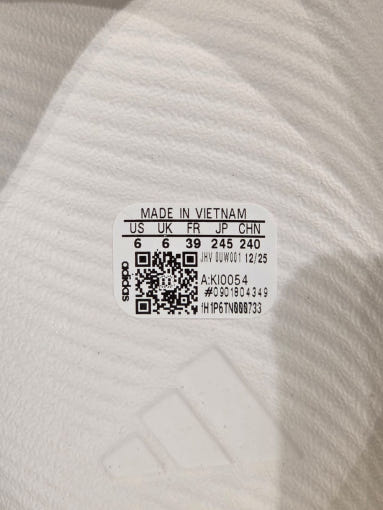 MADE IN VIETNAM
US UK FR JP CHN
6 6 39 245 240
JHV 0UW001 12/25
A:KI0054
#0901804349
adidas